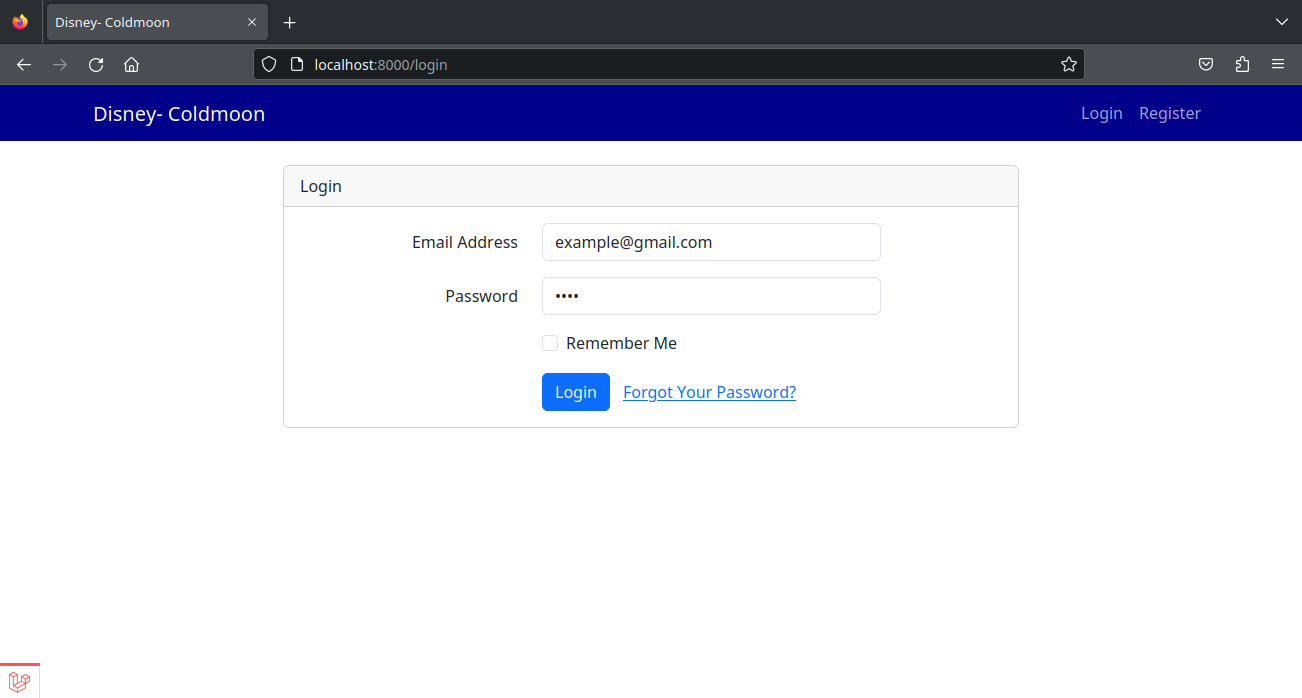 Disney- Coldmoon
localhost:8000/login
Disney- Coldmoon
Login Register
Login
Email Address example@gmail.com
Password ••••
Remember Me
Login Forgot Your Password?